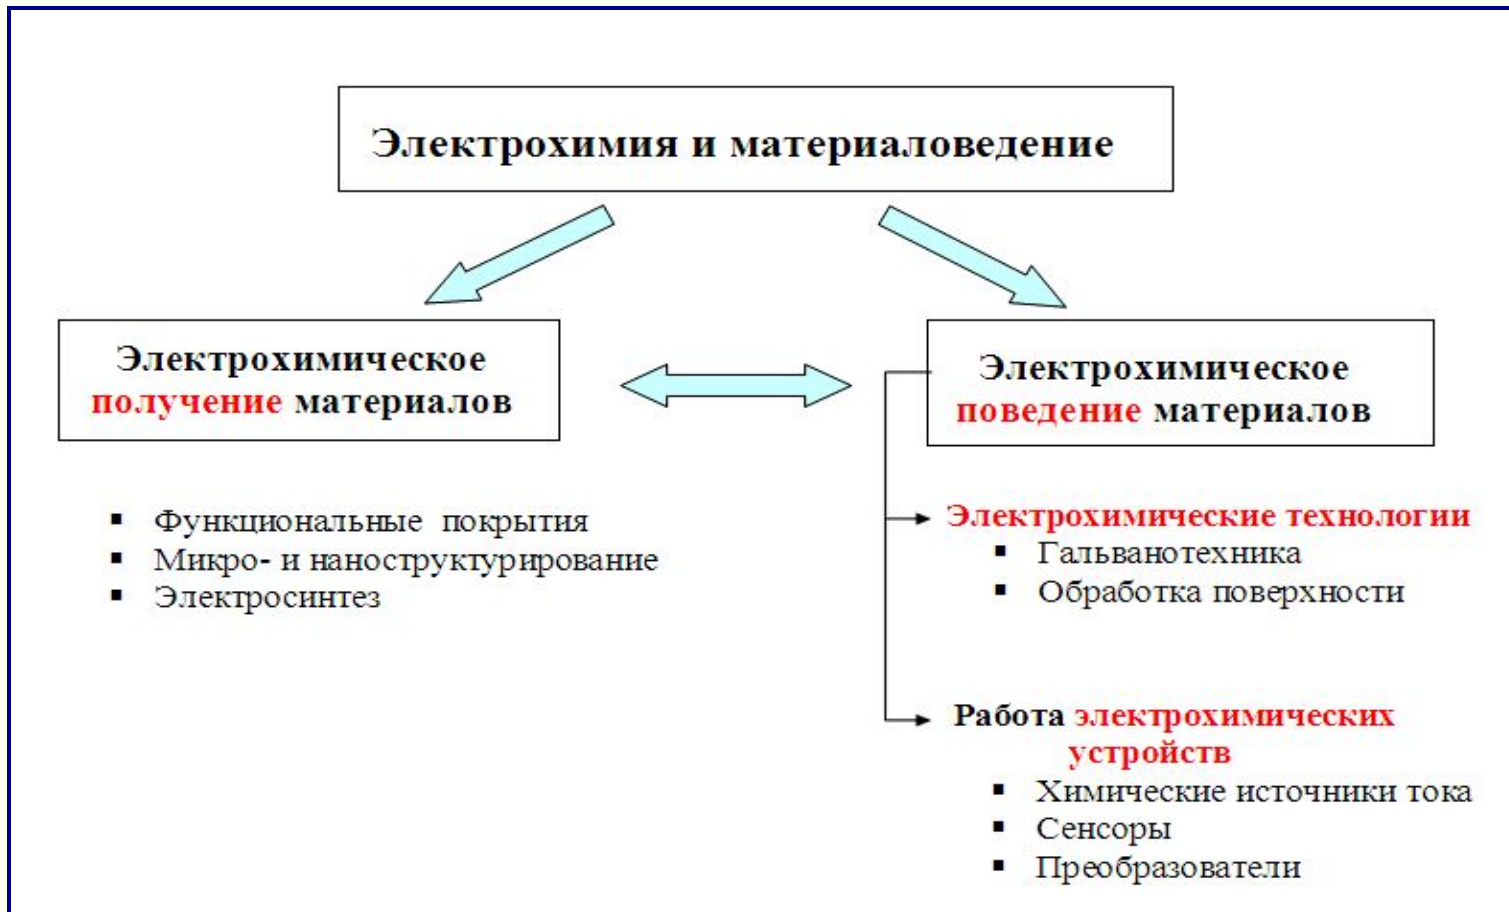 Электрохимия и материаловедение
Электрохимическое
получение материалов
Электрохимическое
поведение материалов
▪ Функциональные покрытия
▪ Микро- и наноструктурирование
▪ Электросинтез
Электрохимические технологии
▪ Гальванотехника
▪ Обработка поверхности
Работа электрохимических
устройств
▪ Химические источники тока
▪ Сенсоры
▪ Преобразователи